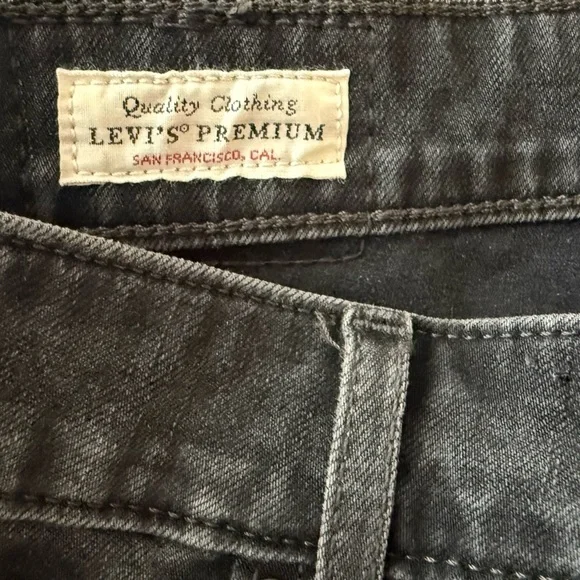 Quality Clothing
LEVI'S® PREMIUM
SAN FRANCISCO, CAL.